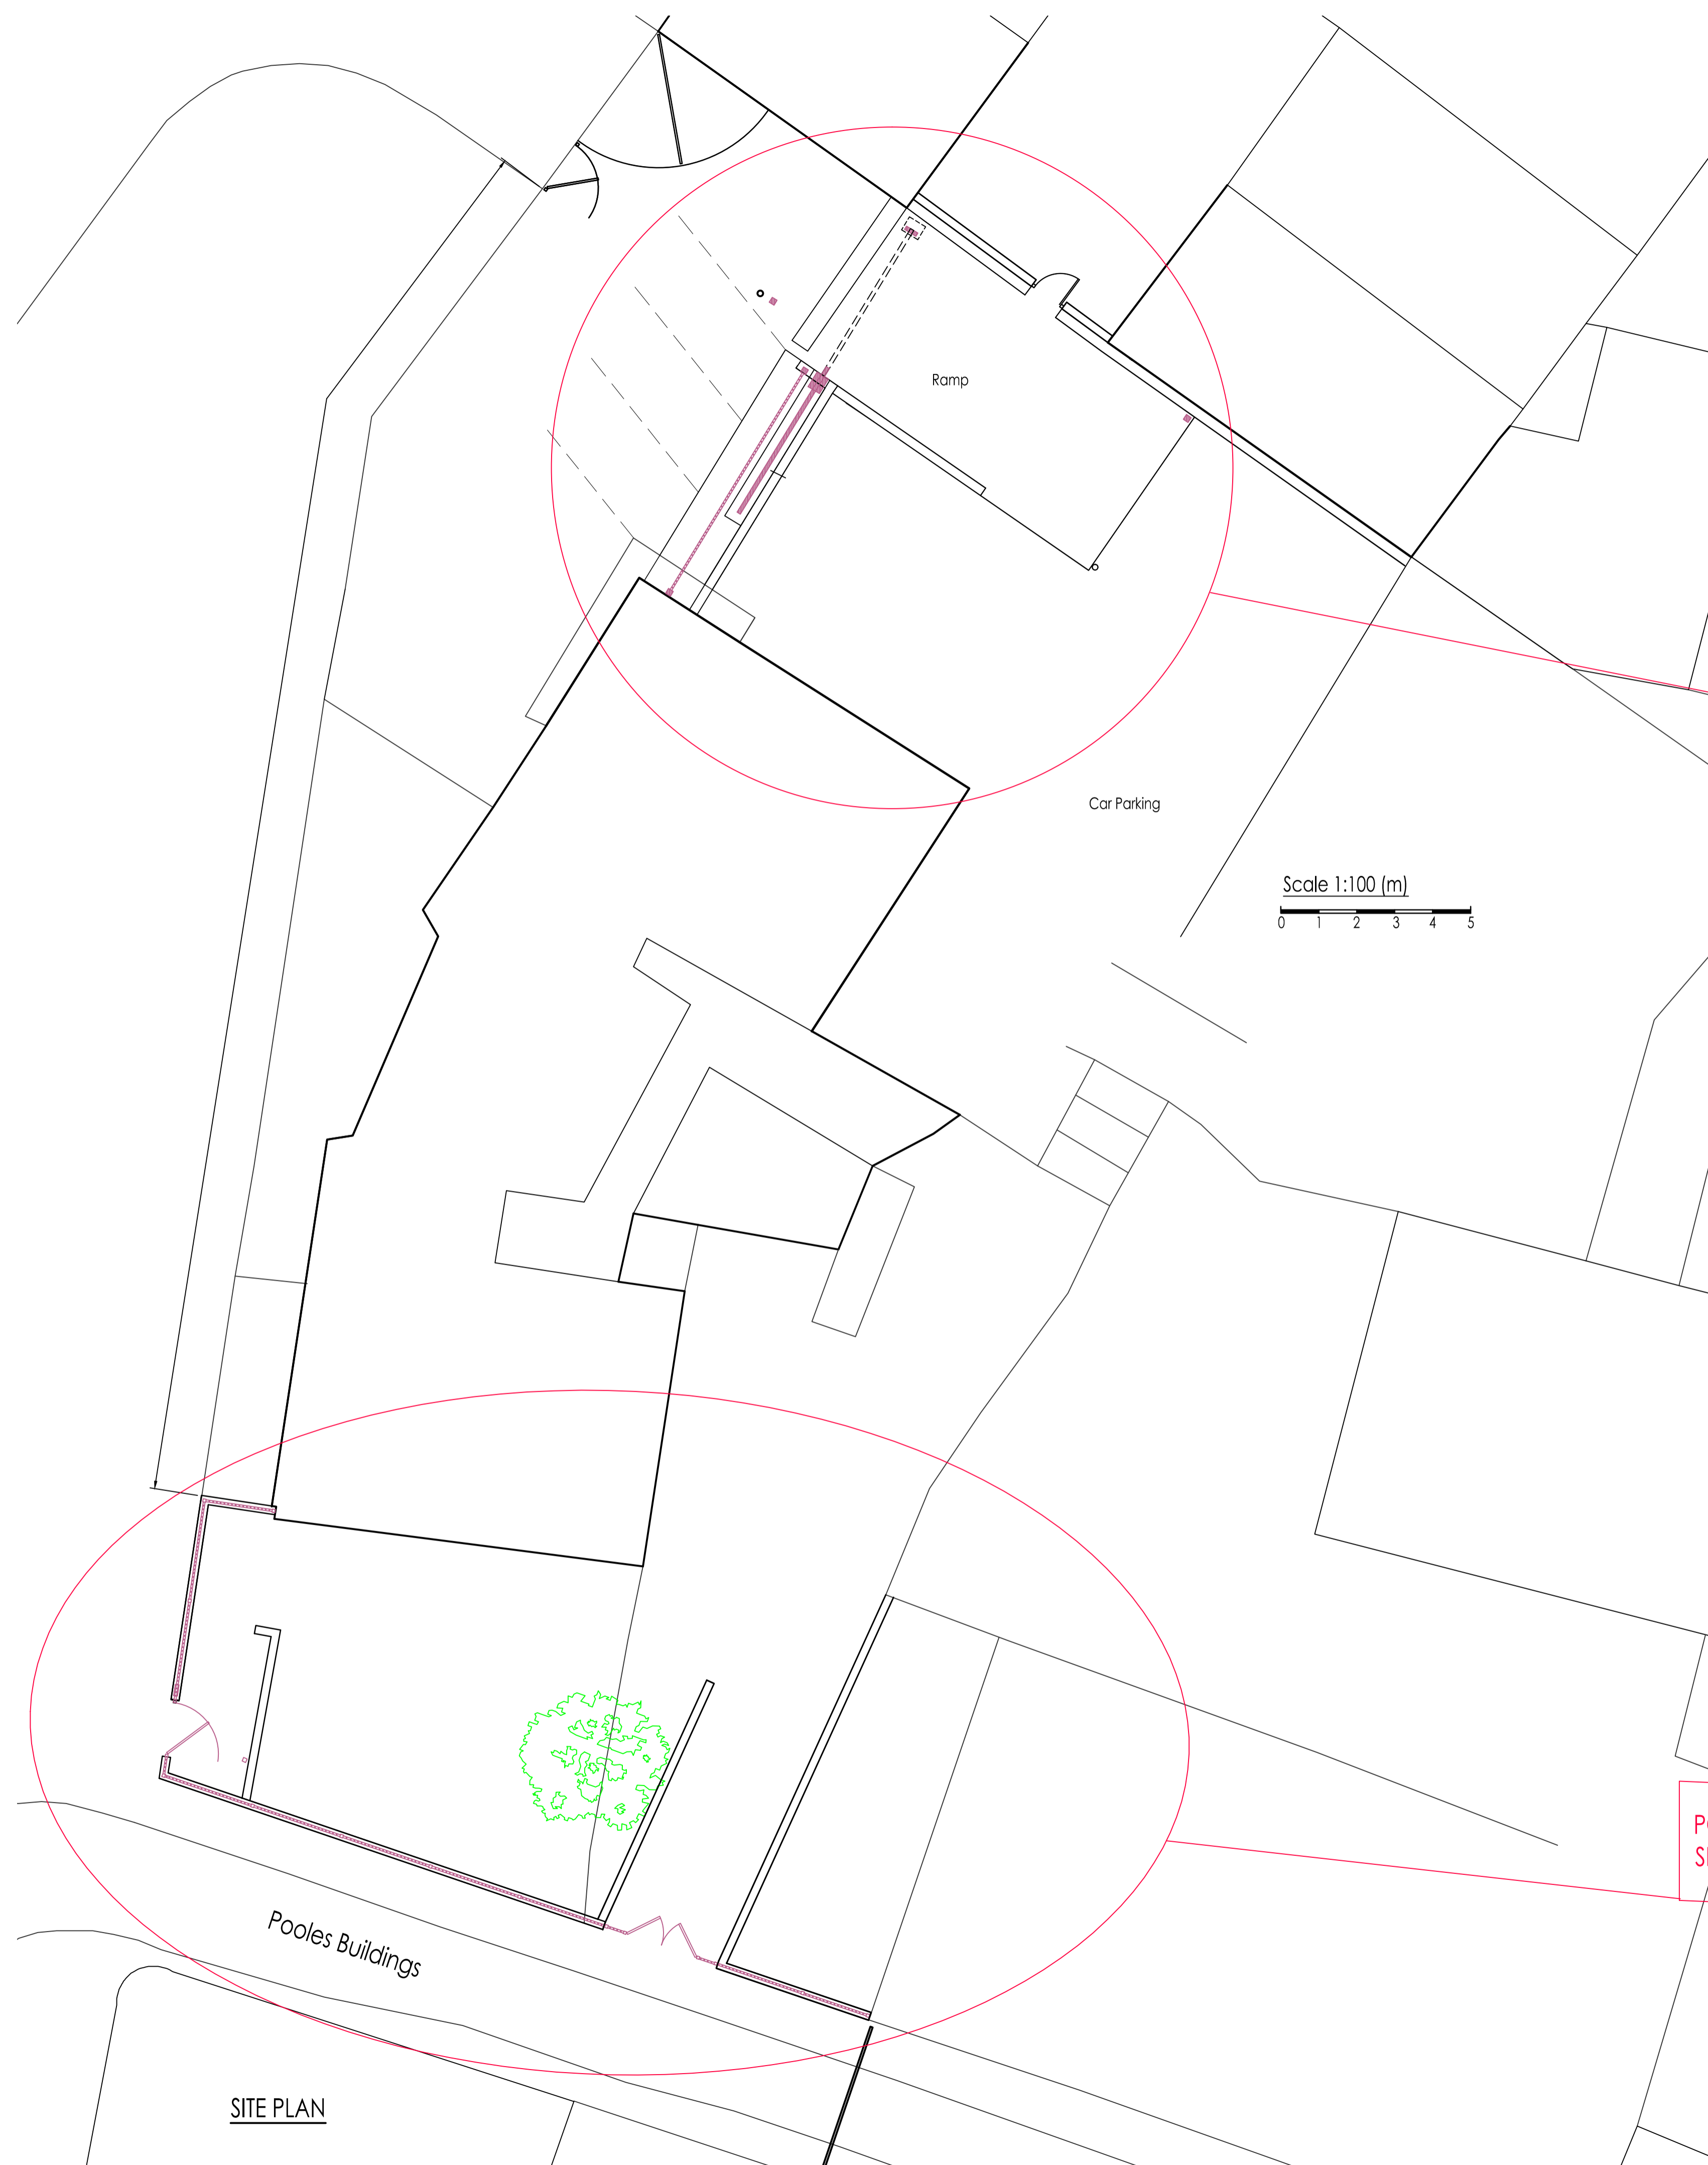 Ramp
Car Parking
Scale 1:100 (m)
0 1 2 3 4 5
Pooles Buildings
SITE PLAN